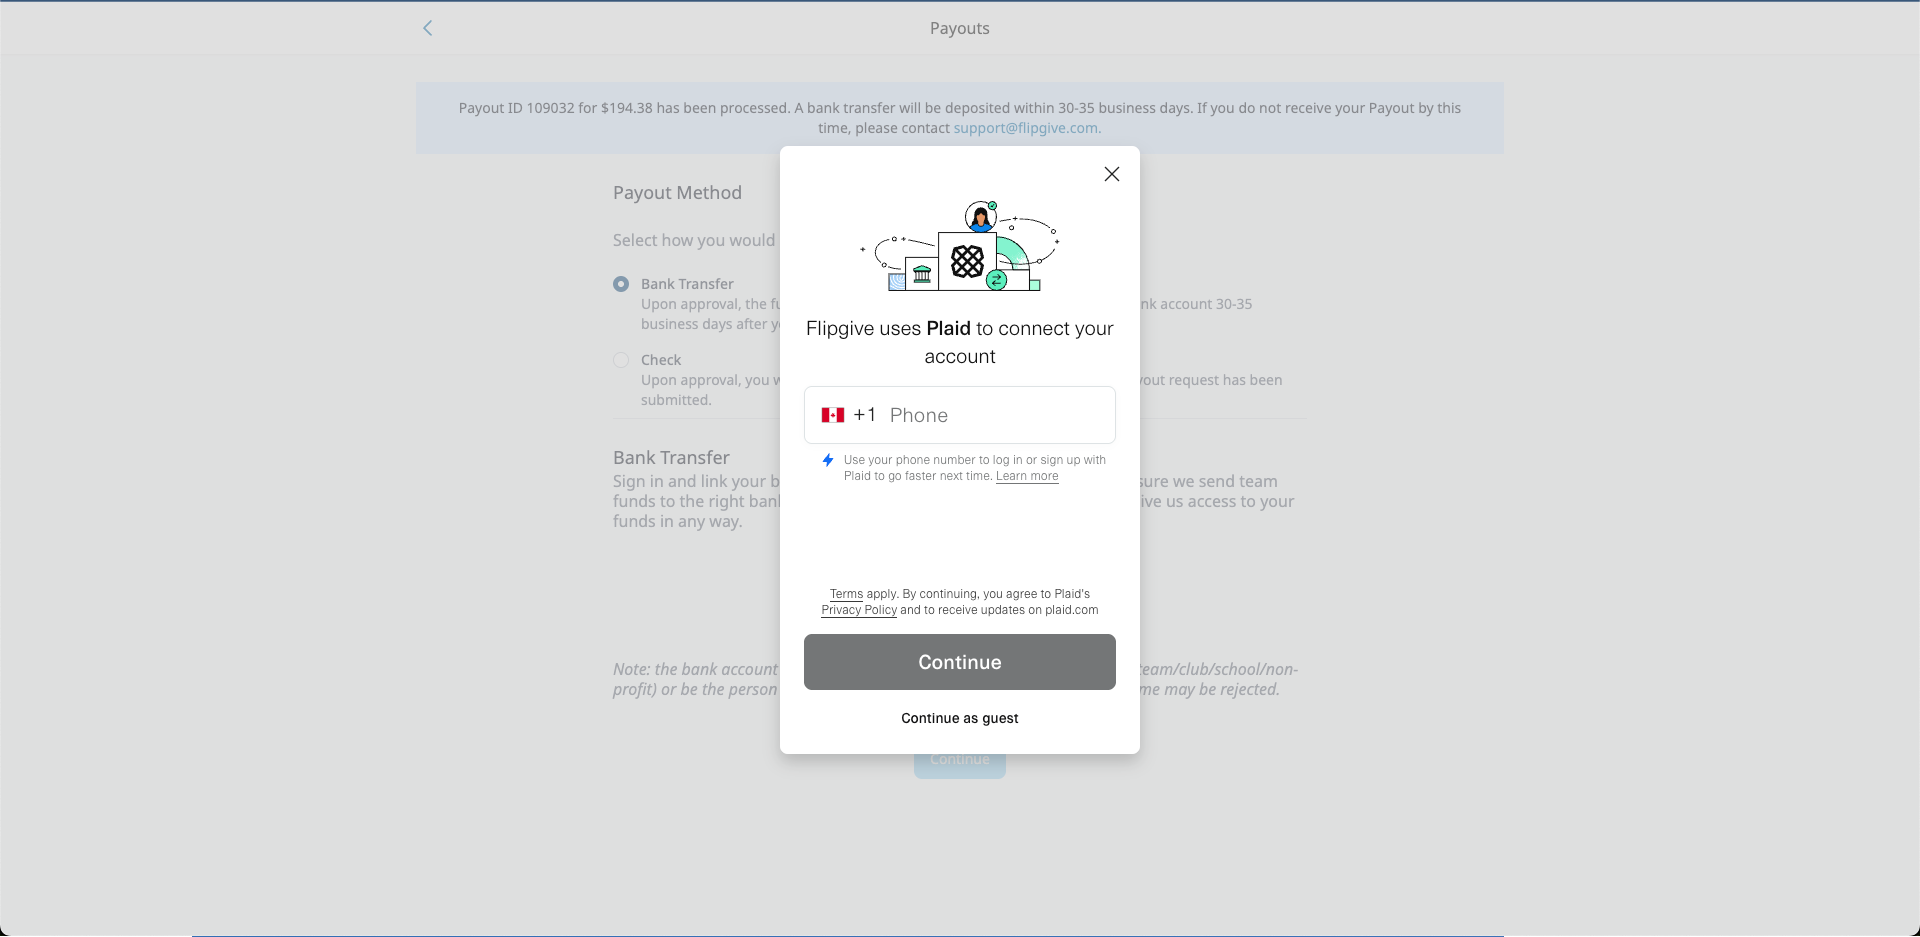 Payouts
Payout ID 109032 for $194.38 has been processed. A bank transfer will be deposited within 30-35 business days. If you do not receive your Payout by this
time, please contact support@flipgive.com.
Payout Method
Select how you would
Bank Transfer
Upon approval, the fu
nk account 30-35
business days after y
Check
Upon approval, you w
yout request has been
submitted.
Bank Transfer
Sign in and link your b
sure we send team
funds to the right bank
ive us access to your
funds in any way.
Note: the bank account
team/club/school/non-
profit) or be the person
me may be rejected.
Continue
Flipgive uses Plaid to connect your
account
+1 Phone
Use your phone number to log in or sign up with
Plaid to go faster next time. Learn more
Terms apply. By continuing, you agree to Plaid's
Privacy Policy and to receive updates on plaid.com
Continue
Continue as guest